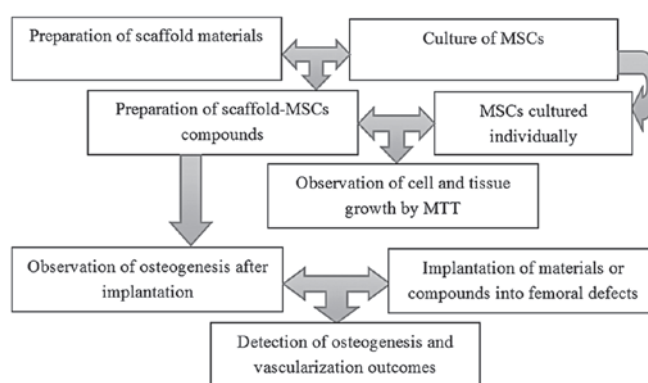 Preparation of scaffold materials
Culture of MSCs
Preparation of scaffold-MSCs
compounds
MSCs cultured
individually
Observation of cell and tissue
growth by MTT
Observation of osteogenesis after
implantation
Implantation of materials or
compounds into femoral defects
Detection of osteogenesis and
vascularization outcomes